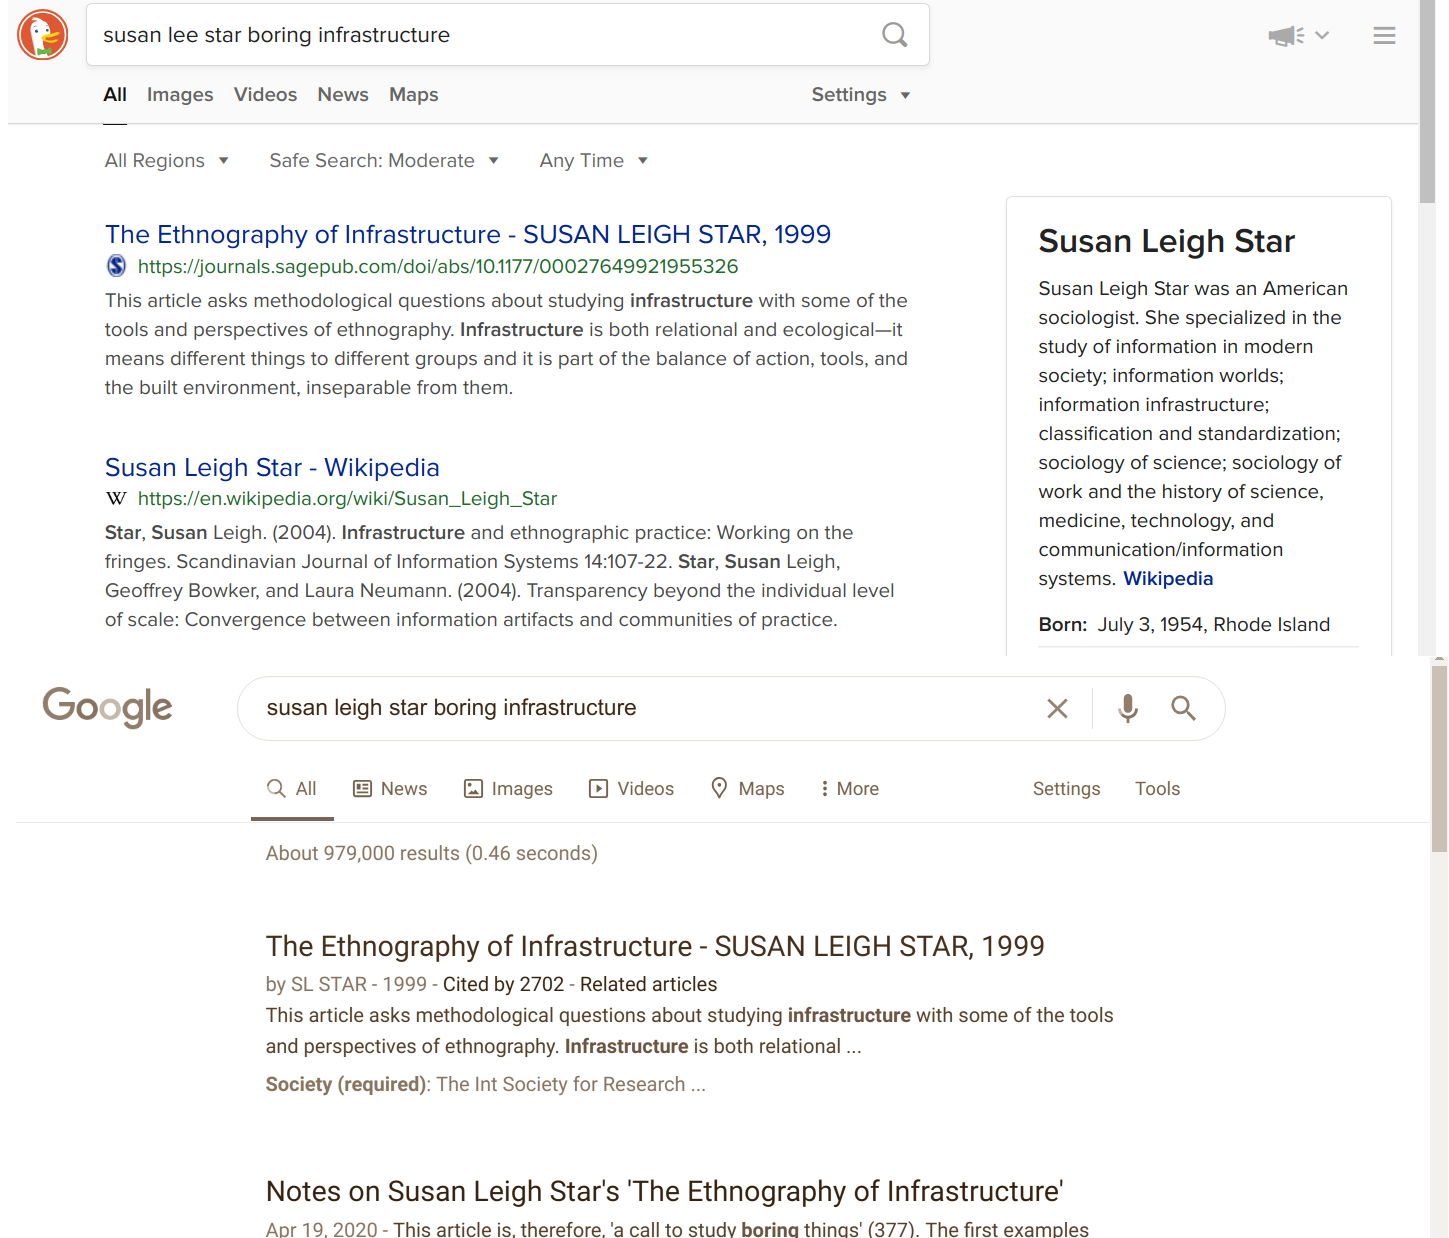 susan lee star boring infrastructure
All Images Videos News Maps Settings
All Regions Safe Search: Moderate Any Time
The Ethnography of Infrastructure - SUSAN LEIGH STAR, 1999
https://journals.sagepub.com/doi/abs/10.1177/00027649921955326
This article asks methodological questions about studying infrastructure with some of the
tools and perspectives of ethnography. Infrastructure is both relational and ecological—it
means different things to different groups and it is part of the balance of action, tools, and
the built environment, inseparable from them.
Susan Leigh Star - Wikipedia
W https://en.wikipedia.org/wiki/Susan_Leigh_Star
Star, Susan Leigh. (2004). Infrastructure and ethnographic practice: Working on the
fringes. Scandinavian Journal of Information Systems 14:107-22. Star, Susan Leigh,
Geoffrey Bowker, and Laura Neumann. (2004). Transparency beyond the individual level
of scale: Convergence between information artifacts and communities of practice.
Susan Leigh Star
Susan Leigh Star was an American
sociologist. She specialized in the
study of information in modern
society; information worlds;
information infrastructure;
classification and standardization;
sociology of science; sociology of
work and the history of science,
medicine, technology, and
communication/information
systems. Wikipedia
Born: July 3, 1954, Rhode Island
Google
susan leigh star boring infrastructure
All News Images Videos Maps More Settings Tools
About 979,000 results (0.46 seconds)
The Ethnography of Infrastructure - SUSAN LEIGH STAR, 1999
by SL STAR - 1999 - Cited by 2702 - Related articles
This article asks methodological questions about studying infrastructure with some of the tools
and perspectives of ethnography. Infrastructure is both relational ...
Society (required): The Int Society for Research ...
Notes on Susan Leigh Star's 'The Ethnography of Infrastructure'
Apr 19, 2020 - This article is, therefore, 'a call to study boring things' (377). The first examples